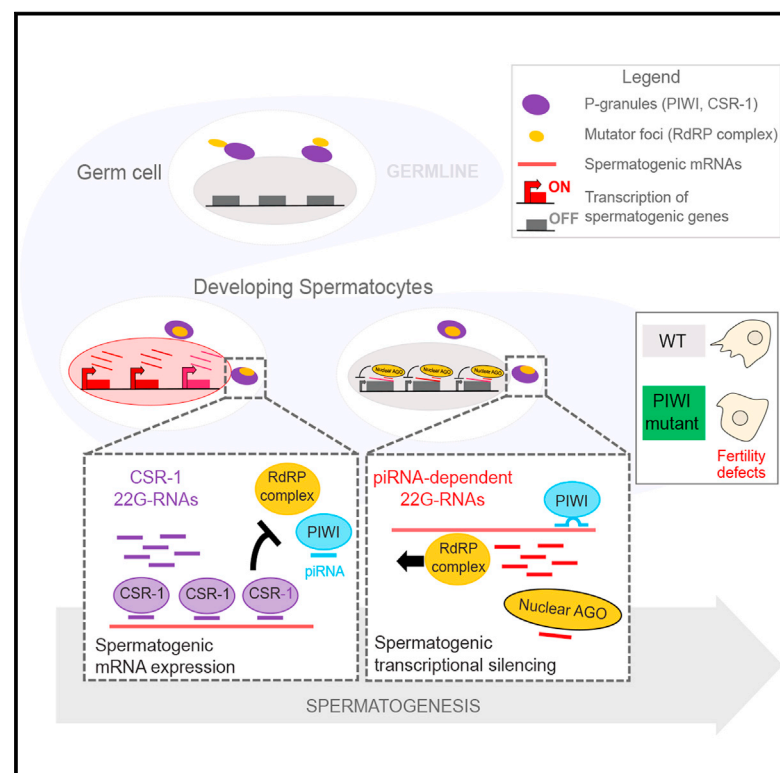 Legend
P-granules (PIWI, CSR-1)
Mutator foci (RdRP complex)
Spermatogenic mRNAs
ON
Transcription of
OFF
spermatogenic genes
Germ cell
GERMLINE
Developing Spermatocytes
Nuclear AGO
Nuclear AGO
Nuclear AGO
WT
PIWI
mutant
Fertility
defects
CSR-1
22G-RNAs
RdRP
complex
PIWI
piRNA
CSR-1
CSR-1
CSR-1
Spermatogenic
mRNA expression
piRNA-dependent
22G-RNAs
PIWI
RdRP
complex
Nuclear AGO
Spermatogenic
transcriptional silencing
SPERMATOGENESIS